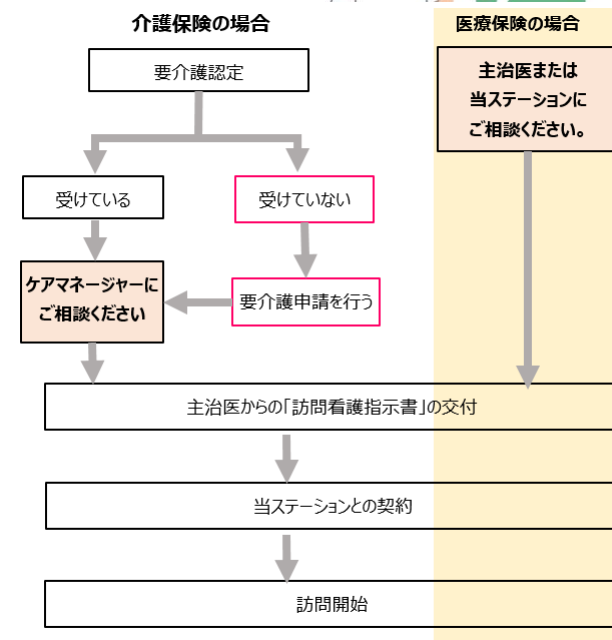 介護保険の場合
医療保険の場合
要介護認定
主治医または
当ステーションに
ご相談ください。
受けている
受けていない
ケアマネージャーに
ご相談ください
要介護申請を行う
主治医からの「訪問看護指示書」の交付
当ステーションとの契約
訪問開始